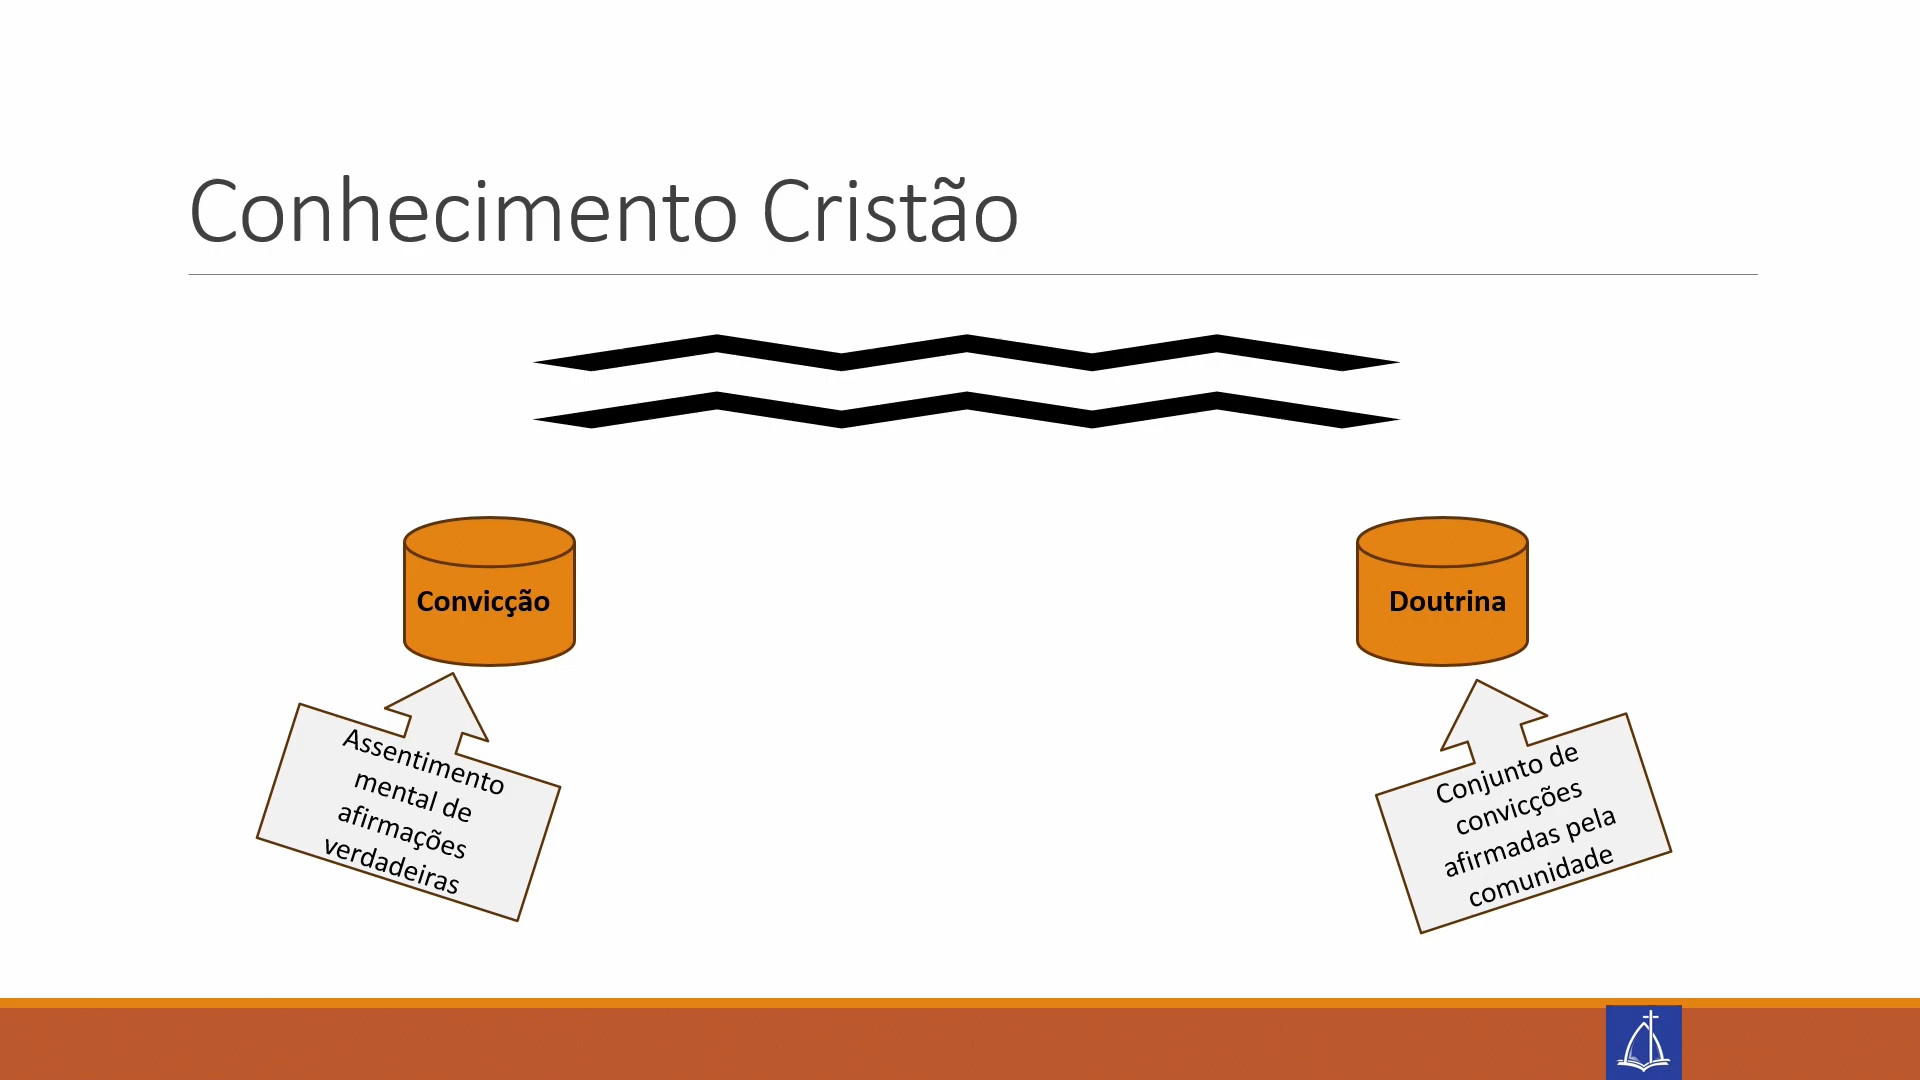 Conhecimento Cristão
Convicção
Doutrina
Assentimento
mental de
afirmações
verdadeiras
Conjunto de
convicções
afirmadas pela
comunidade